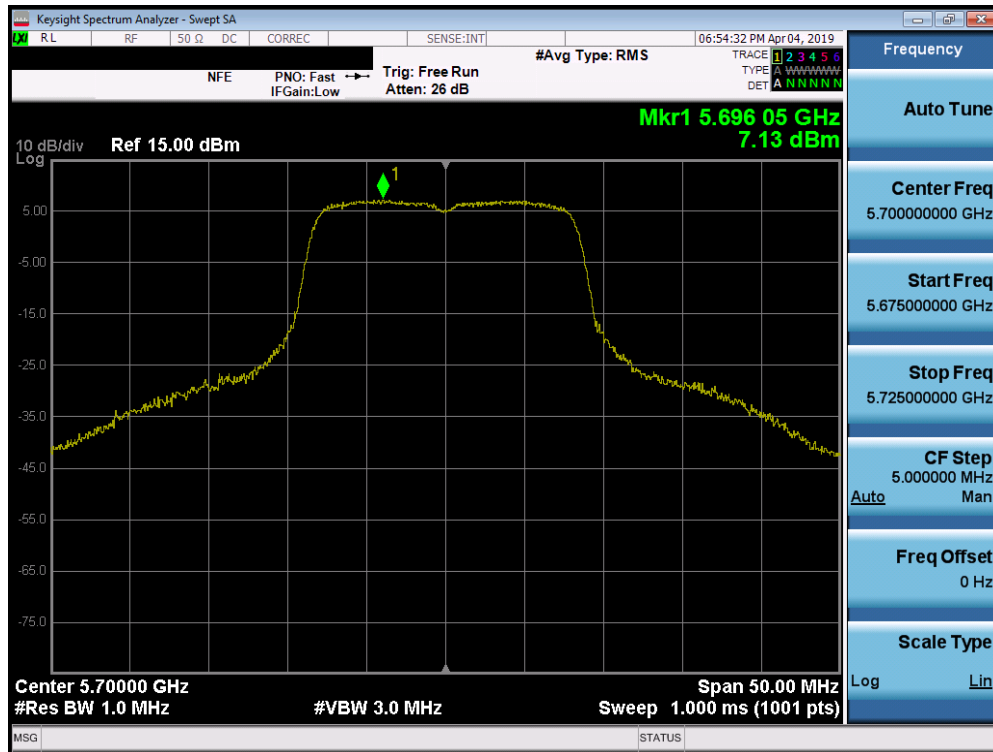 Keysight Spectrum Analyzer - Swept SA
LXI RL RF 50 Ω DC CORREC SENSE:INT 06:54:32 PM Apr 04, 2019
#Avg Type: RMS TRACE 1 2 3 4 5 6
NFE PNO: Fast Trig: Free Run TYPE A WWWWW
IFGain:Low Atten: 26 dB DET A N N N N N
Mkr1 5.696 05 GHz
7.13 dBm
10 dB/div Ref 15.00 dBm
Log
1
5.00
-5.00
-15.0
-25.0
-35.0
-45.0
-55.0
-65.0
-75.0
Center 5.70000 GHz Span 50.00 MHz
#Res BW 1.0 MHz #VBW 3.0 MHz Sweep 1.000 ms (1001 pts)
MSG STATUS
Frequency
Auto Tune
Center Freq
5.700000000 GHz
Start Freq
5.675000000 GHz
Stop Freq
5.725000000 GHz
CF Step
5.000000 MHz
Auto Man
Freq Offset
0 Hz
Scale Type
Log Lin